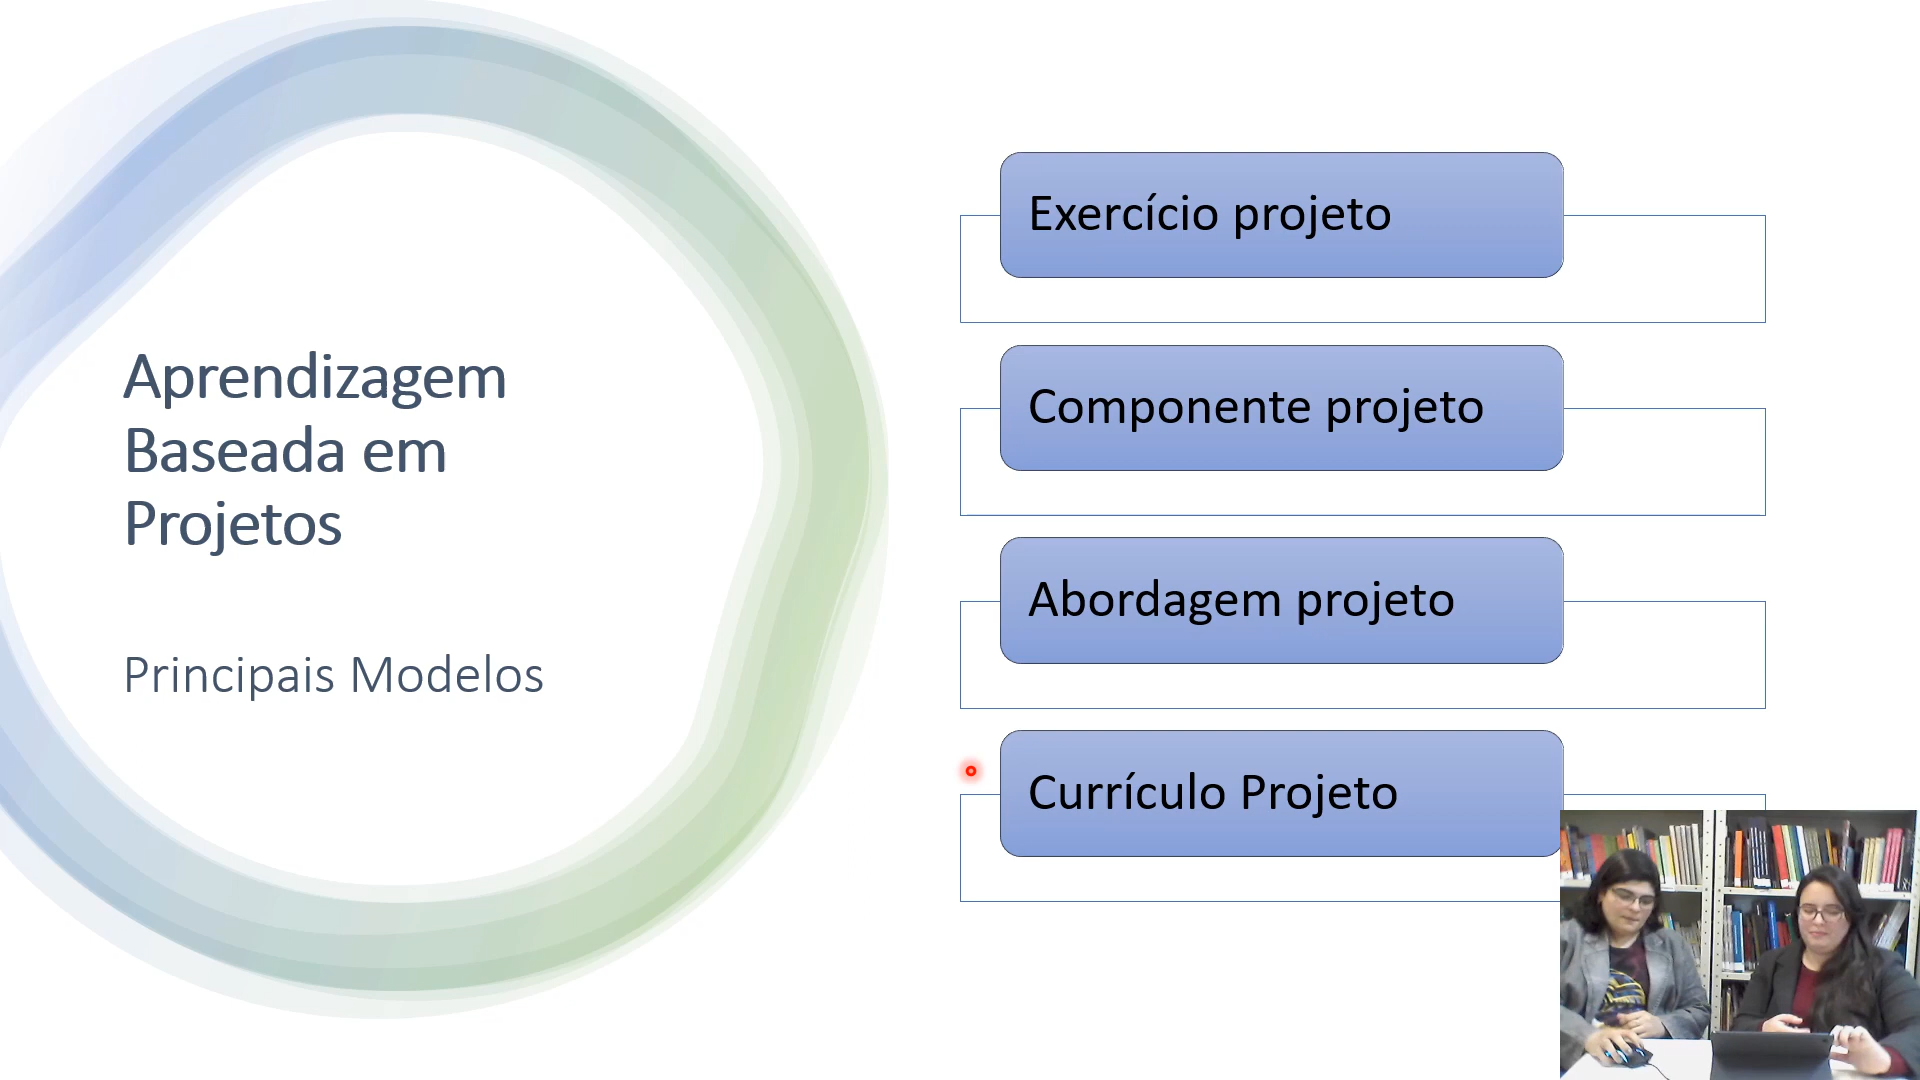 Aprendizagem
Baseada em
Projetos
Principais Modelos
Exercício projeto
Componente projeto
Abordagem projeto
Currículo Projeto